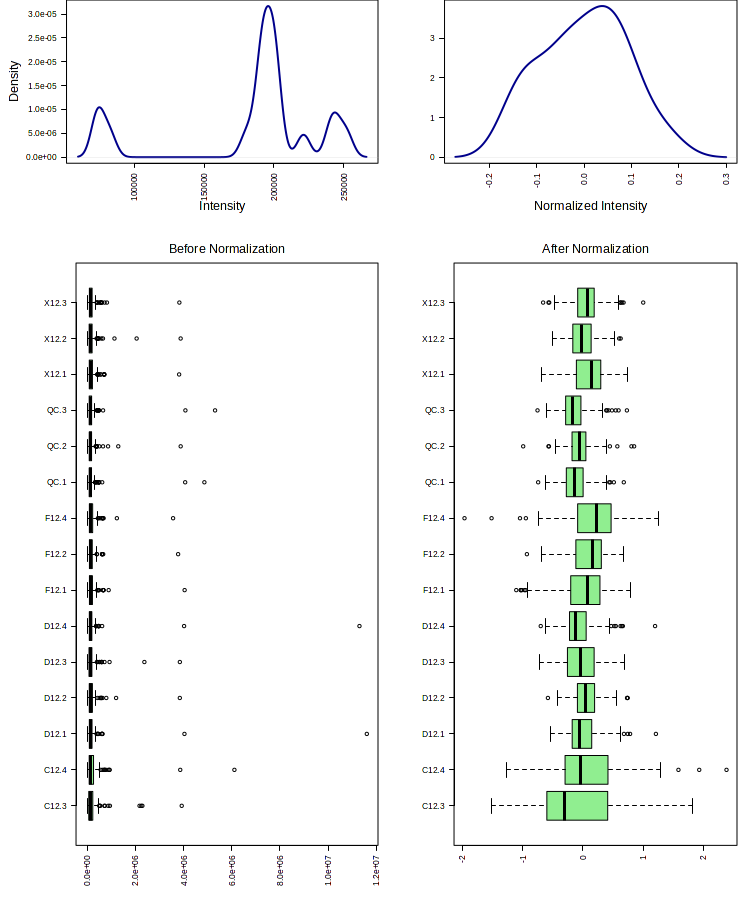 3.0e-05
2.5e-05
2.0e-05
1.5e-05
1.0e-05
5.0e-06
0.0e+00
Density
100000
150000
200000
250000
Intensity
3
2
1
0
-0.2
-0.1
0.0
0.1
0.2
0.3
Normalized Intensity
Before Normalization
X12.3
X12.2
X12.1
QC.3
QC.2
QC.1
F12.4
F12.2
F12.1
D12.4
D12.3
D12.2
D12.1
C12.4
C12.3
0.0e+00
2.0e+06
4.0e+06
6.0e+06
8.0e+06
1.0e+07
1.2e+07
After Normalization
X12.3
X12.2
X12.1
QC.3
QC.2
QC.1
F12.4
F12.2
F12.1
D12.4
D12.3
D12.2
D12.1
C12.4
C12.3
-2
-1
0
1
2